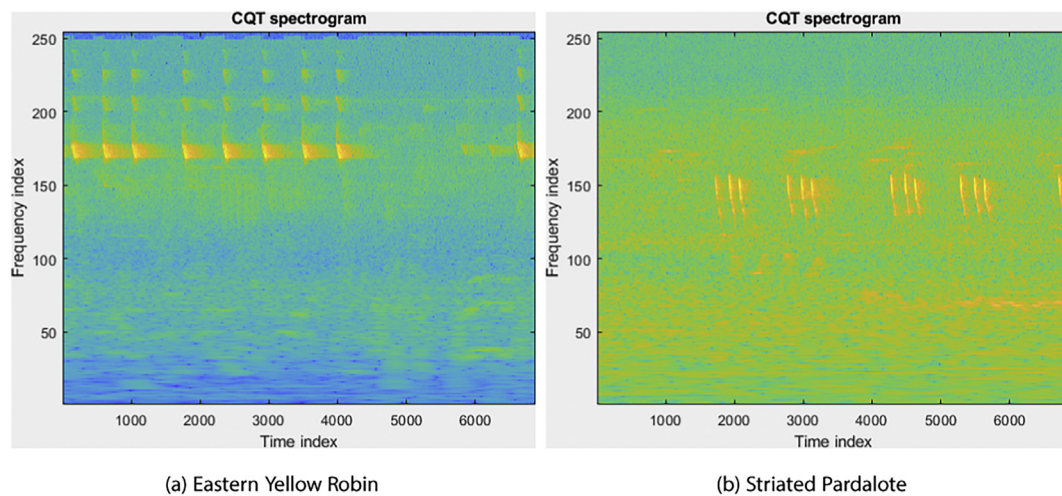 CQT spectrogram
250
200
150
100
50
Frequency index
1000 2000 3000 4000 5000 6000
Time index
(a) Eastern Yellow Robin
CQT spectrogram
250
200
150
100
50
Frequency index
1000 2000 3000 4000 5000 6000
Time index
(b) Striated Pardalote